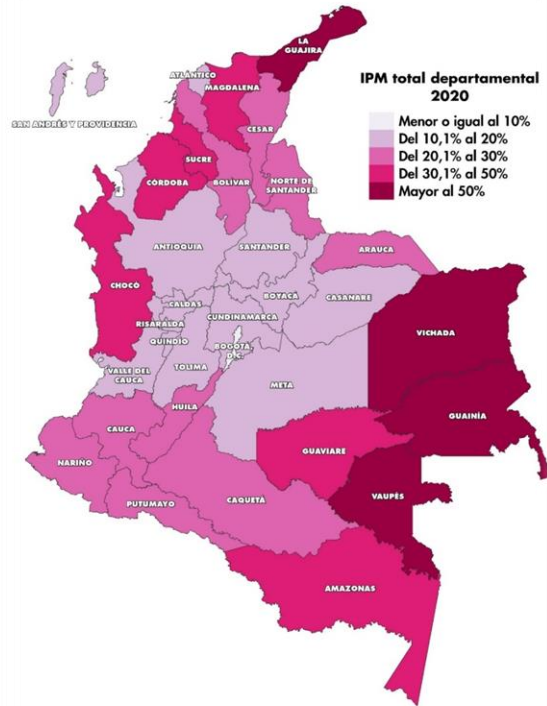 LA
GUAJIRA
ATLÁNTICO
MAGDALENA
IPM total departamental
2020
Menor o igual al 10%
Del 10,1% al 20%
Del 20,1% al 30%
Del 30,1% al 50%
Mayor al 50%
SAN ANDRÉS Y PROVIDENCIA
CESAR
SUCRE
CÓRDOBA
BOLÍVAR
NORTE DE
SANTANDER
ANTIOQUIA
SANTANDER
ARAUCA
CHOCÓ
CALDAS
BOYACÁ
CASANARE
RISARALDA
CUNDINAMARCA
QUINDÍO
BOGOTÁ
D.C.
VICHADA
VALLE DEL
CAUCA
TOLIMA
META
HUILA
GUAINÍA
CAUCA
GUAVIARE
NARIÑO
VAUPÉS
CAQUETÁ
PUTUMAYO
AMAZONAS